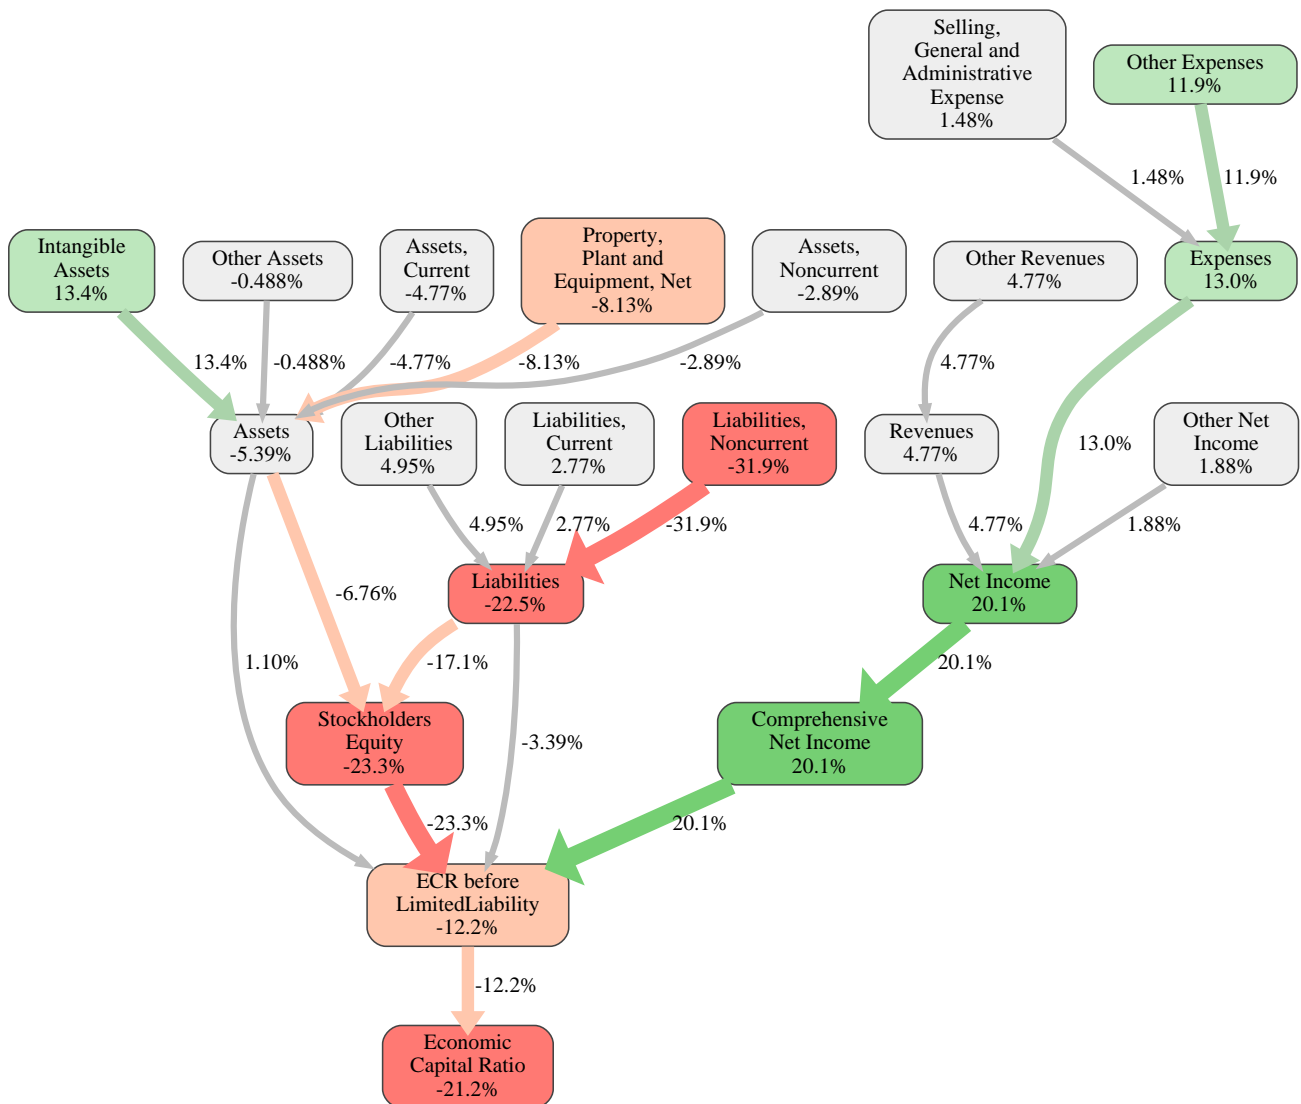 Selling,
General and
Administrative
Expense
1.48%
Other Expenses
11.9%
1.48%
11.9%
Intangible
Assets
13.4%
Other Assets
-0.488%
Assets,
Current
-4.77%
Property,
Plant and
Equipment, Net
-8.13%
Assets,
Noncurrent
-2.89%
Other Revenues
4.77%
Expenses
13.0%
13.4%
-0.488%
-4.77%
-8.13%
-2.89%
4.77%
Assets
-5.39%
Other
Liabilities
4.95%
Liabilities,
Current
2.77%
Liabilities,
Noncurrent
-31.9%
Revenues
4.77%
13.0%
Other Net
Income
1.88%
4.95%
2.77%
-31.9%
4.77%
1.88%
-6.76%
Liabilities
-22.5%
Net Income
20.1%
1.10%
-17.1%
20.1%
Stockholders
Equity
-23.3%
-3.39%
Comprehensive
Net Income
20.1%
-23.3%
20.1%
ECR before
LimitedLiability
-12.2%
-12.2%
Economic
Capital Ratio
-21.2%